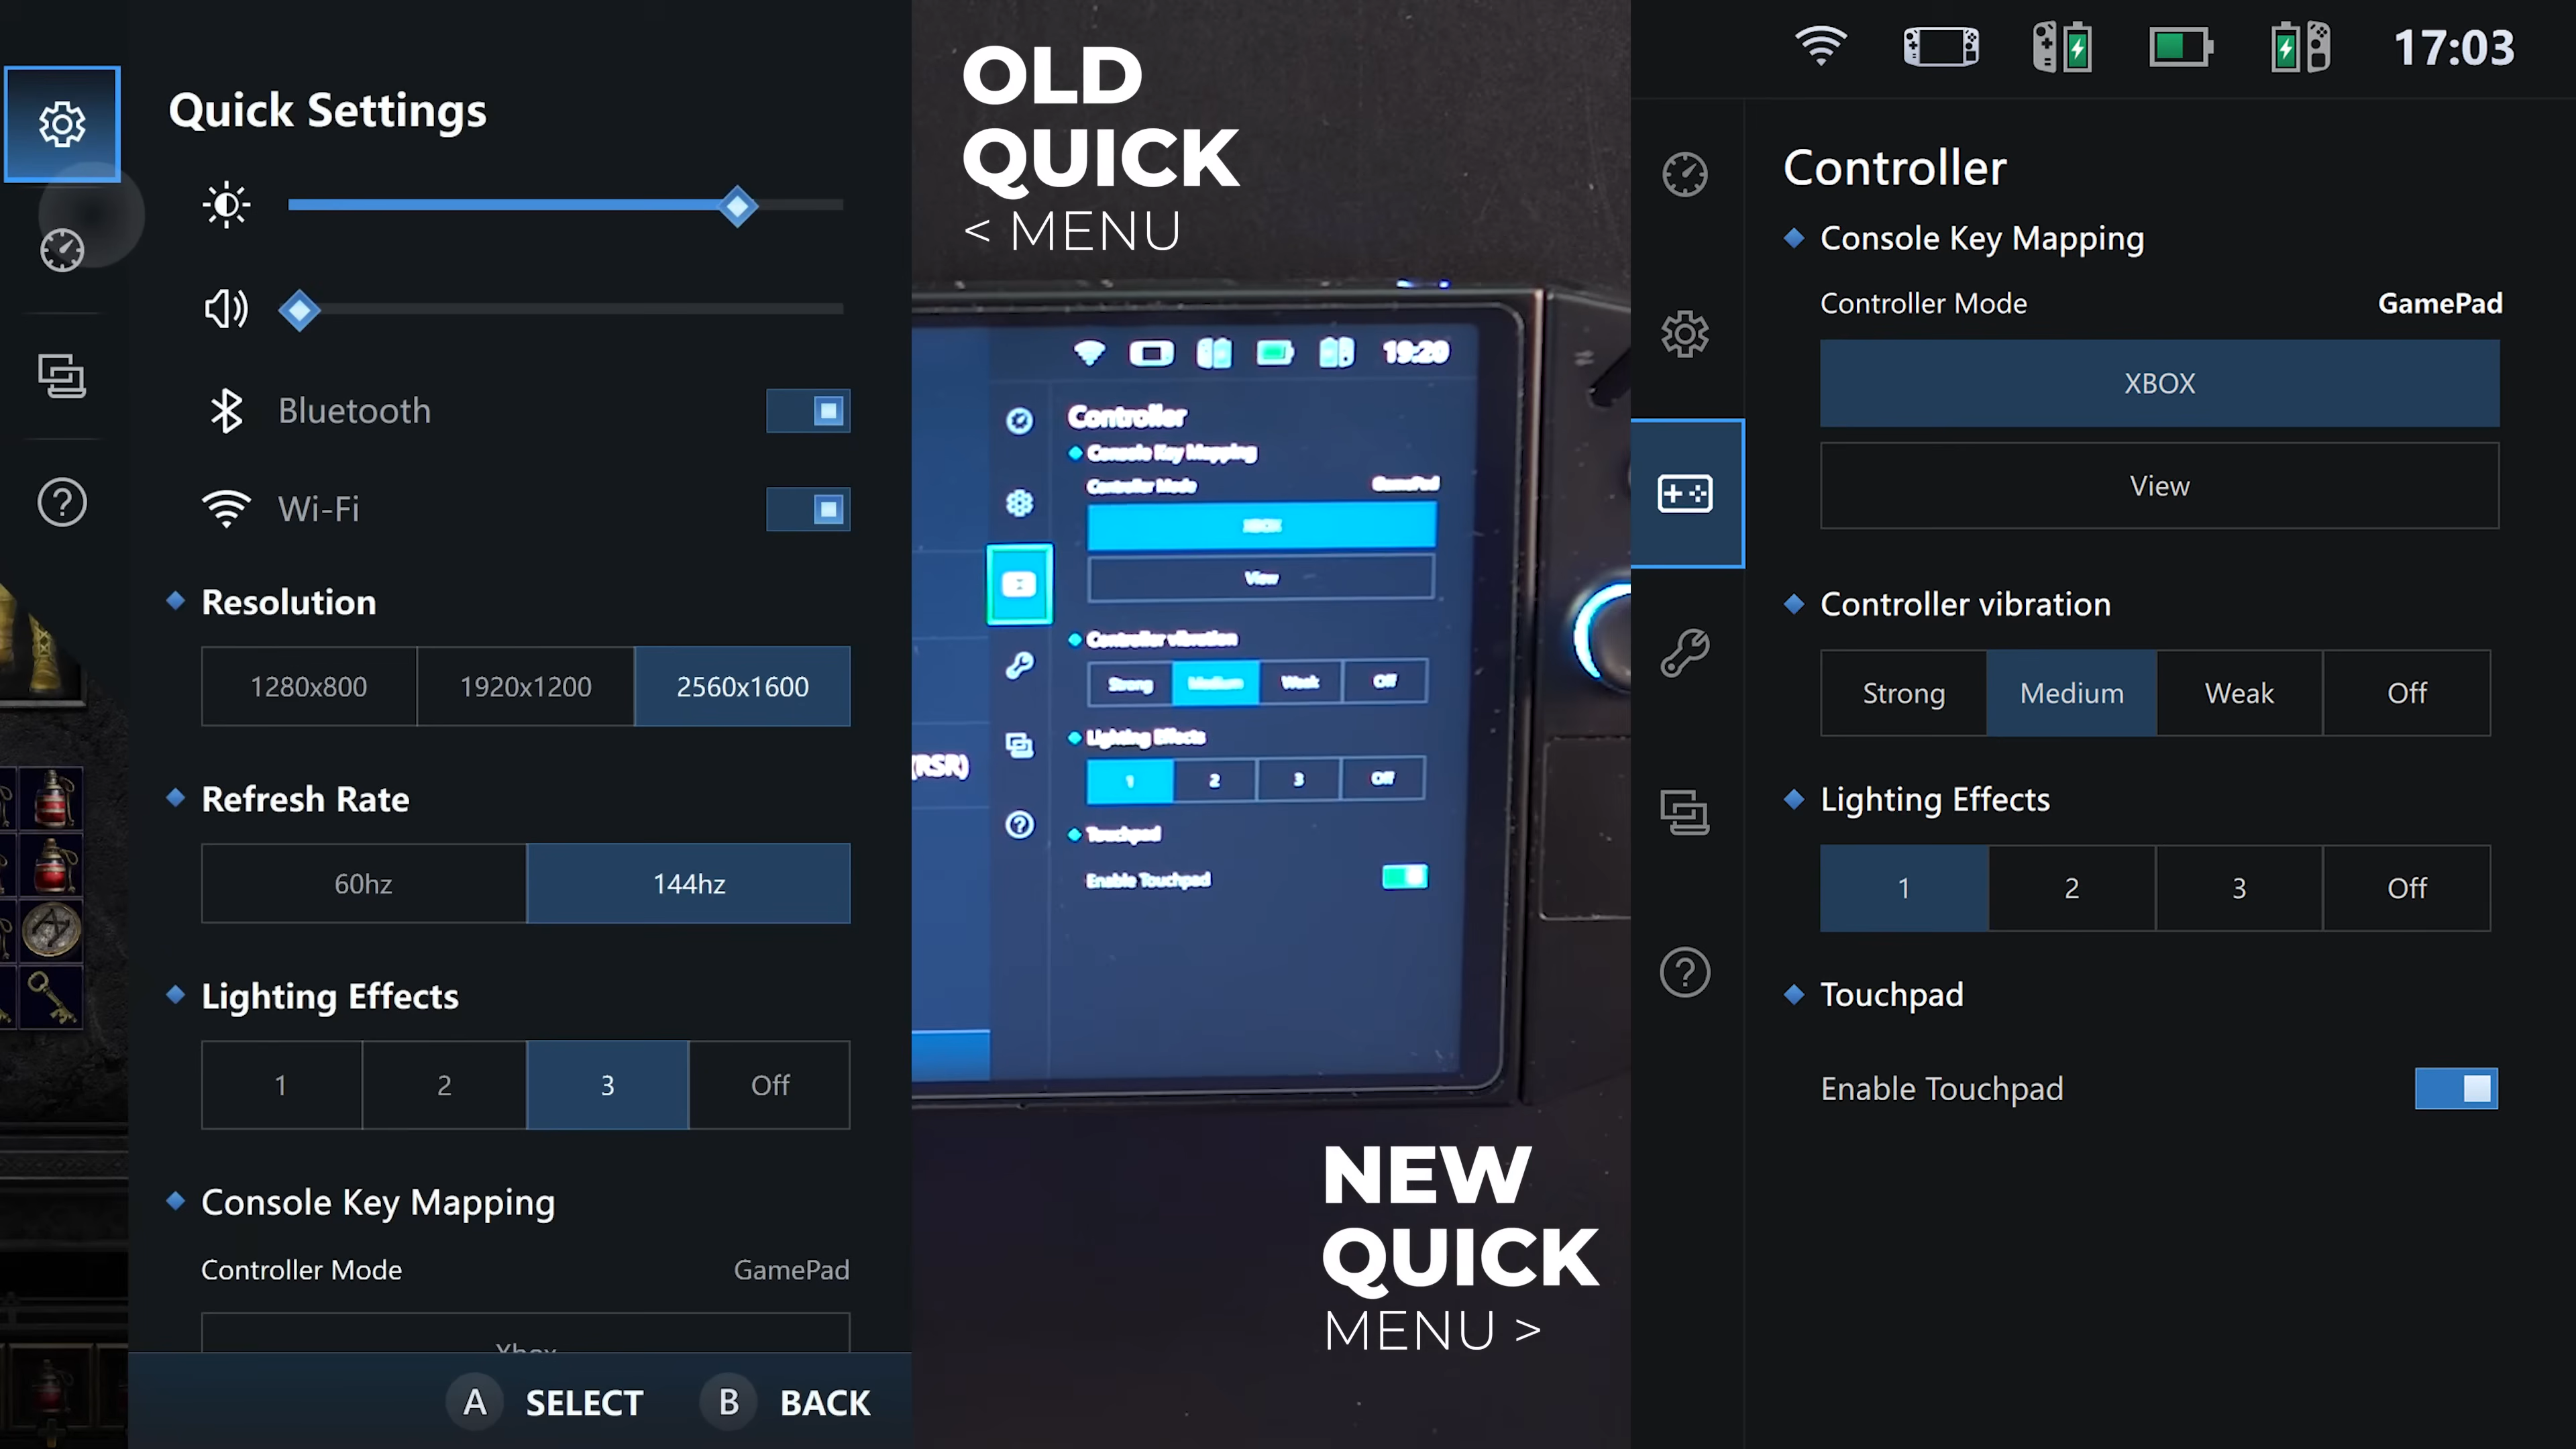 Quick Settings
Bluetooth
Wi-Fi
Resolution
1280x800 1920x1200 2560x1600
Refresh Rate
60hz 144hz
Lighting Effects
1 2 3 Off
Console Key Mapping
Controller Mode GamePad
Xbox
A SELECT B BACK
OLD
QUICK
< MENU
19:20
Controller
Console Key Mapping
Controller Mode GamePad
XBOX
View
Controller vibration
Strong Medium Weak Off
Lighting Effects
1 2 3 Off
Touchpad
Enable Touchpad
(RSR)
NEW
QUICK
MENU >
17:03
Controller
Console Key Mapping
Controller Mode GamePad
XBOX
View
Controller vibration
Strong Medium Weak Off
Lighting Effects
1 2 3 Off
Touchpad
Enable Touchpad